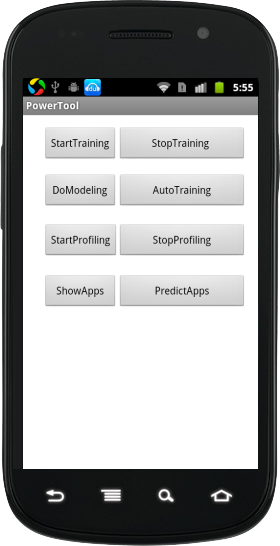 5:55
PowerTool
StartTraining StopTraining
DoModeling AutoTraining
StartProfiling StopProfiling
ShowApps PredictApps